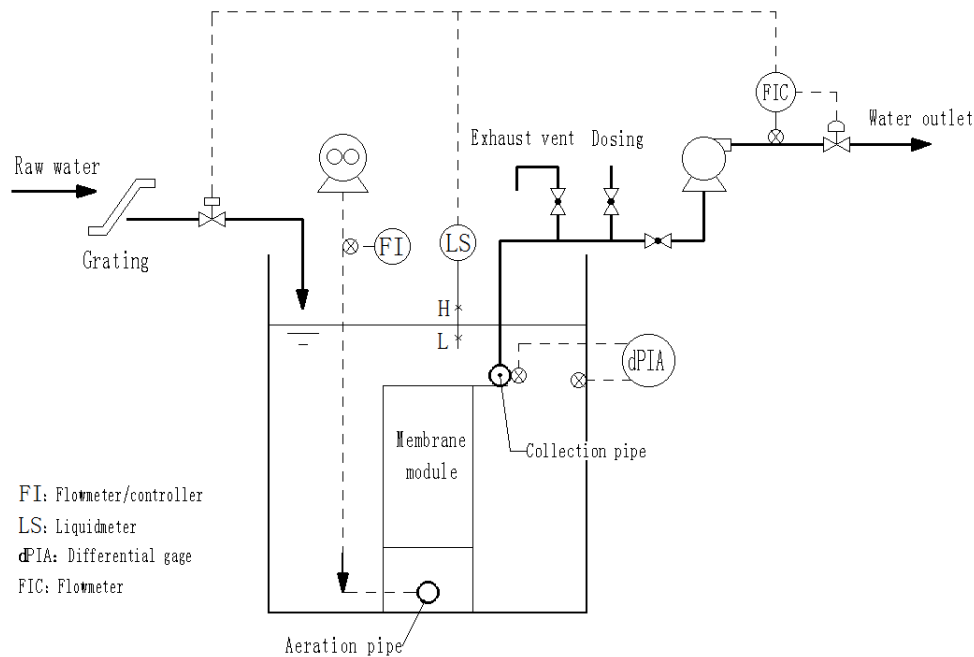 FIC
Water outlet
Exhaust vent
Dosing
Raw water
FI
LS
Grating
H
L
dPIA
Membrane
module
Collection pipe
FI: Flowmeter/controller
LS: Liquidmeter
dPIA: Differential gage
FIC: Flowmeter
Aeration pipe